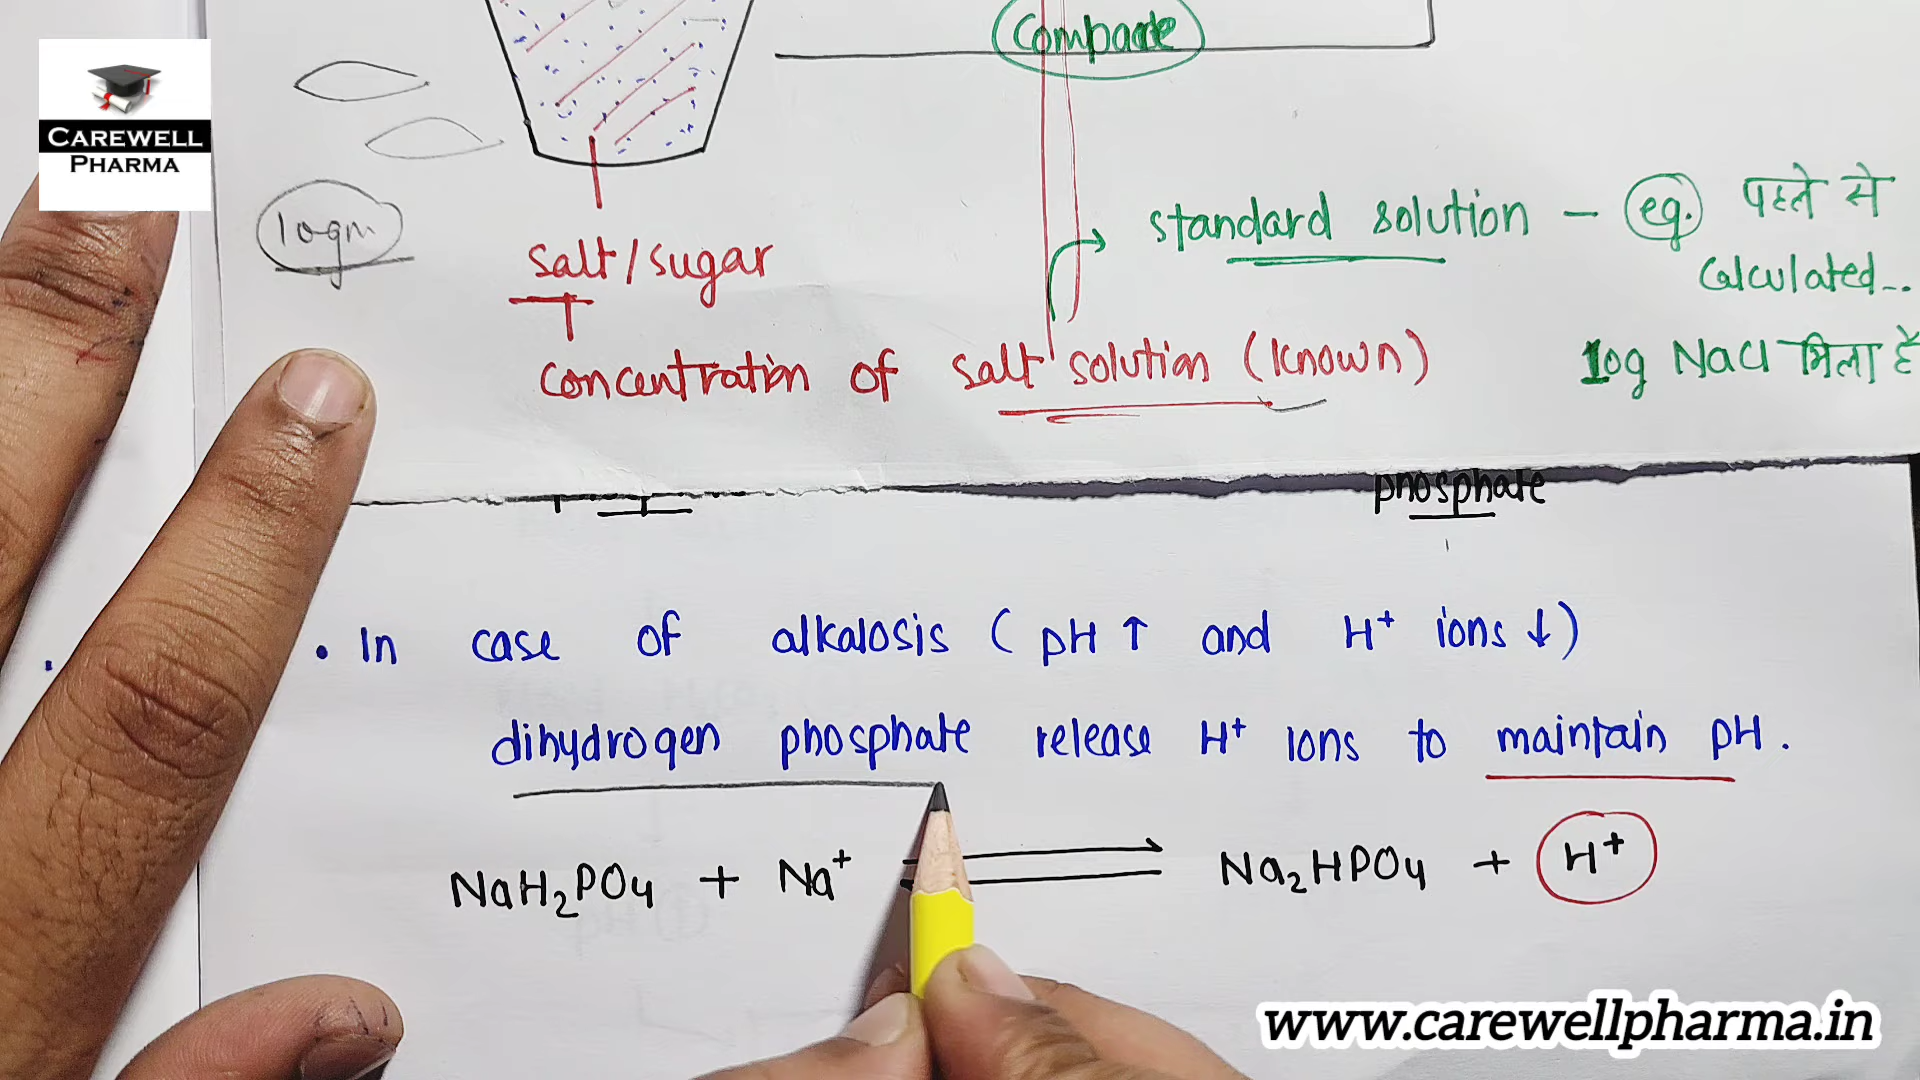 Compare
CAREWELL
PHARMA
10gm
standard solution - eg. पहले से
Calculated...
salt/sugar
concentration of salt solution (known)
10g NaCl मिला है
phosphate
. In case of alkalosis ( pH ↑ and H⁺ ions ↓ )
dihydrogen phosphate release H⁺ ions to maintain pH .
NaH₂PO₄ + Na⁺ ⇌ Na₂HPO₄ + H⁺
www.carewellpharma.in